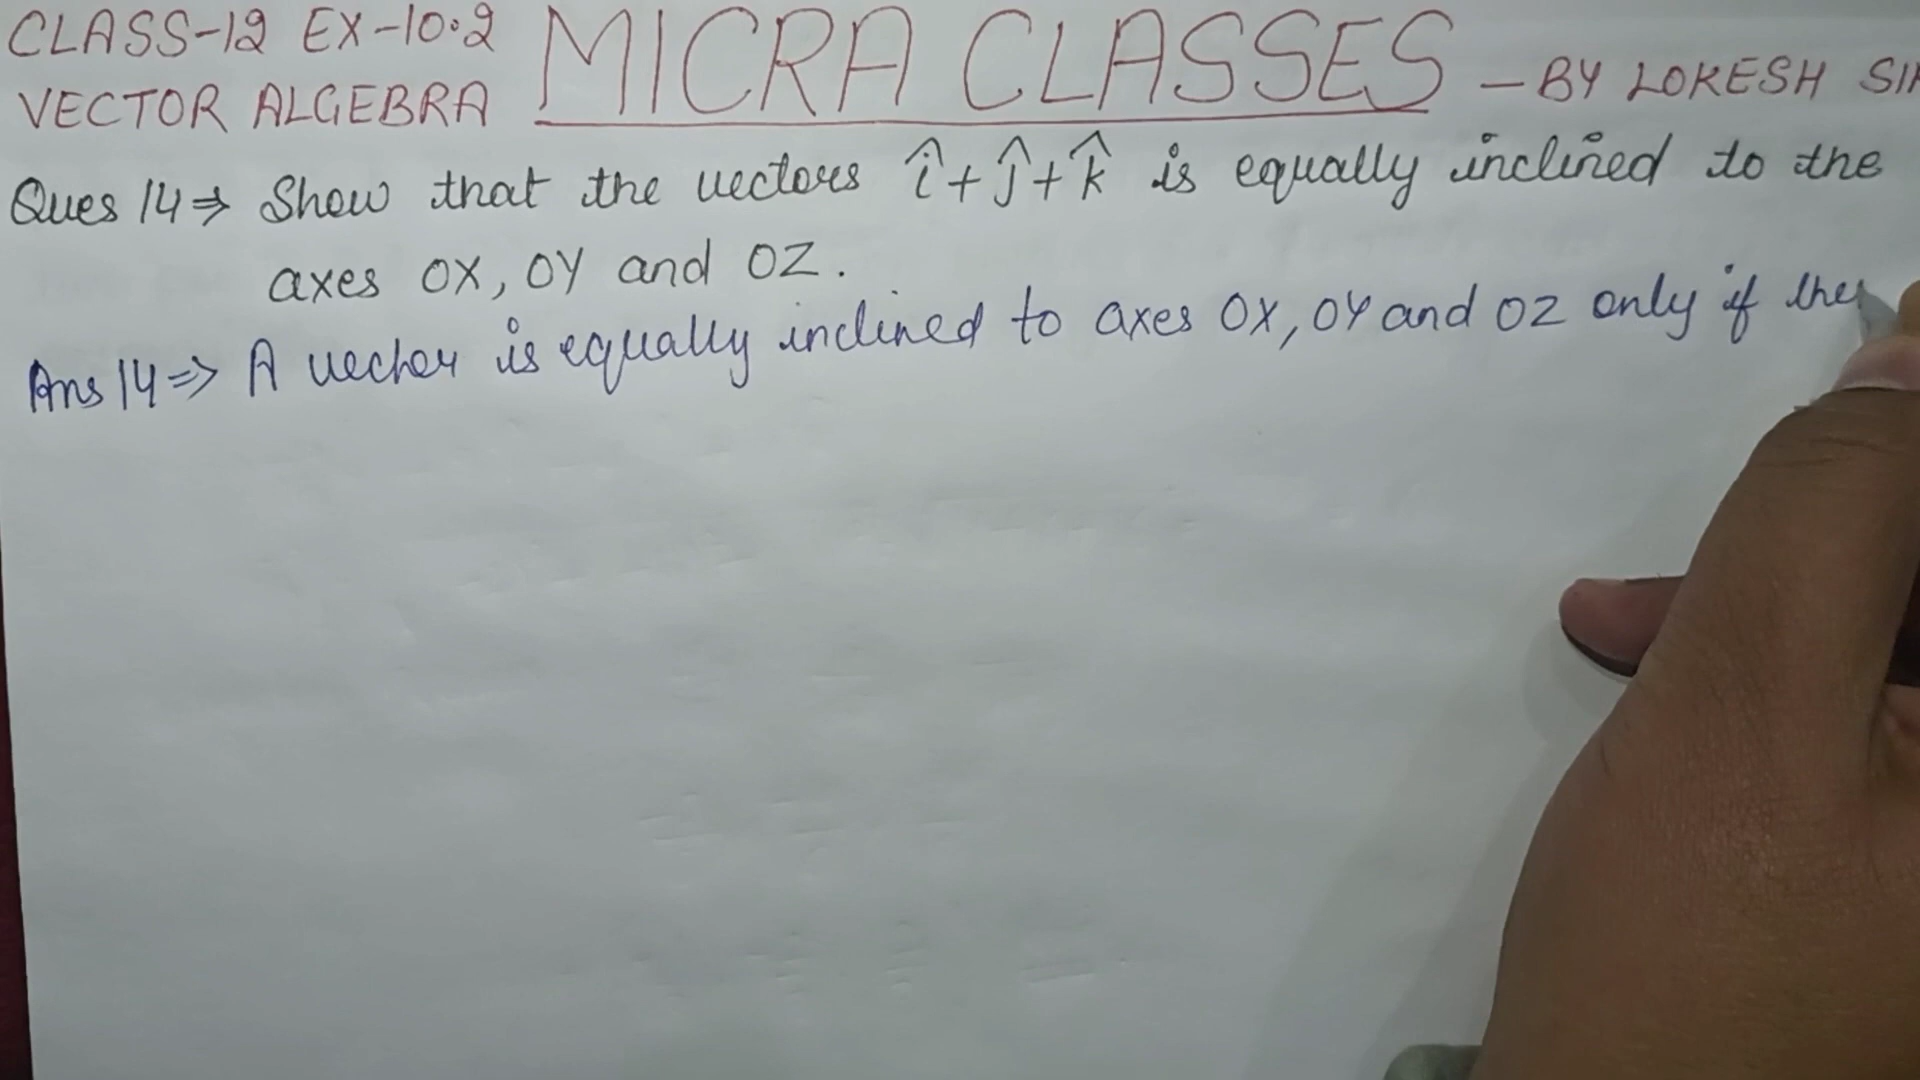 CLASS-12 EX-10.2 MICRA CLASSES - BY LOKESH SIR
VECTOR ALGEBRA
Ques 14⇒ Show that the vectors î+ĵ+k̂ is equally inclined to the
axes OX, OY and OZ.
Ans 14⇒ A vector is equally inclined to axes OX, OY and OZ only if the